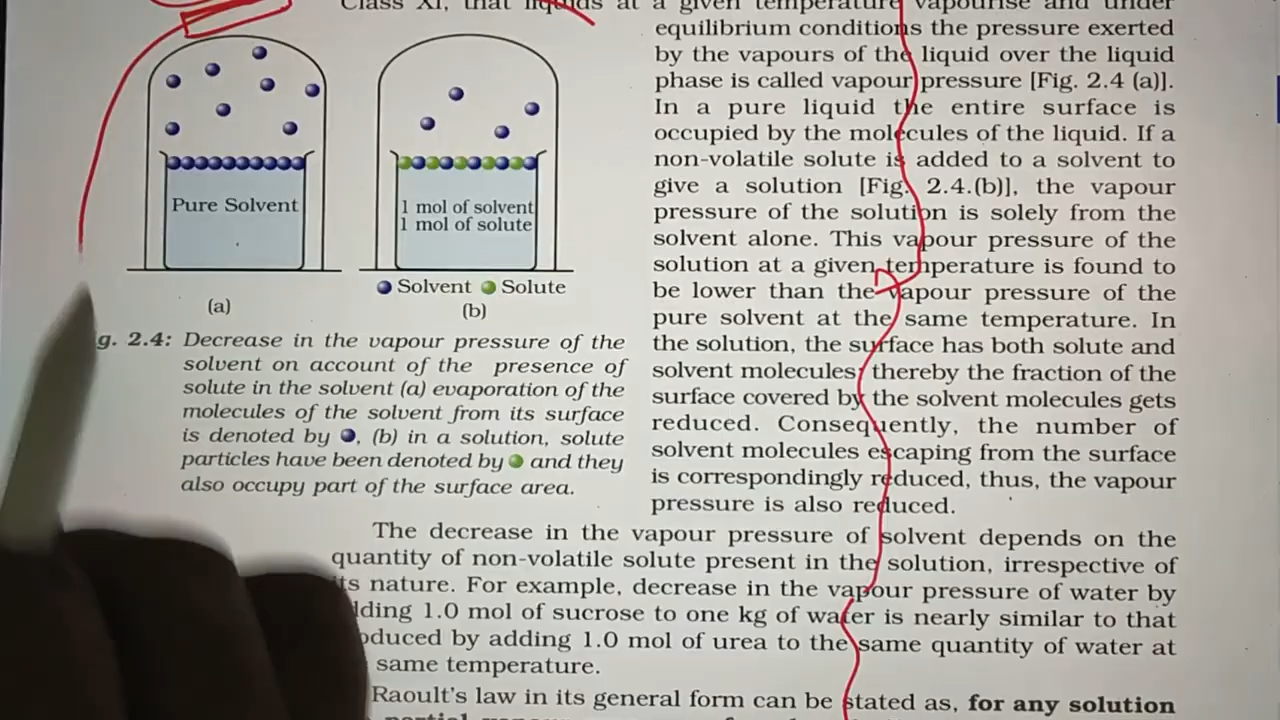 Class XI, that liquids at a given temperature vapourise and under
equilibrium conditions the pressure exerted
by the vapours of the liquid over the liquid
phase is called vapour pressure [Fig. 2.4 (a)].
In a pure liquid the entire surface is
occupied by the molecules of the liquid. If a
non-volatile solute is added to a solvent to
give a solution [Fig. 2.4.(b)], the vapour
pressure of the solution is solely from the
solvent alone. This vapour pressure of the
solution at a given temperature is found to
be lower than the vapour pressure of the
pure solvent at the same temperature. In
the solution, the surface has both solute and
solvent molecules; thereby the fraction of the
surface covered by the solvent molecules gets
reduced. Consequently, the number of
solvent molecules escaping from the surface
is correspondingly reduced, thus, the vapour
pressure is also reduced.
Pure Solvent
1 mol of solvent
1 mol of solute
Solvent Solute
(a)
(b)
g. 2.4: Decrease in the vapour pressure of the
solvent on account of the presence of
solute in the solvent (a) evaporation of the
molecules of the solvent from its surface
is denoted by , (b) in a solution, solute
particles have been denoted by and they
also occupy part of the surface area.
The decrease in the vapour pressure of solvent depends on the
quantity of non-volatile solute present in the solution, irrespective of
its nature. For example, decrease in the vapour pressure of water by
dding 1.0 mol of sucrose to one kg of water is nearly similar to that
oduced by adding 1.0 mol of urea to the same quantity of water at
same temperature.
Raoult's law in its general form can be stated as, for any solution